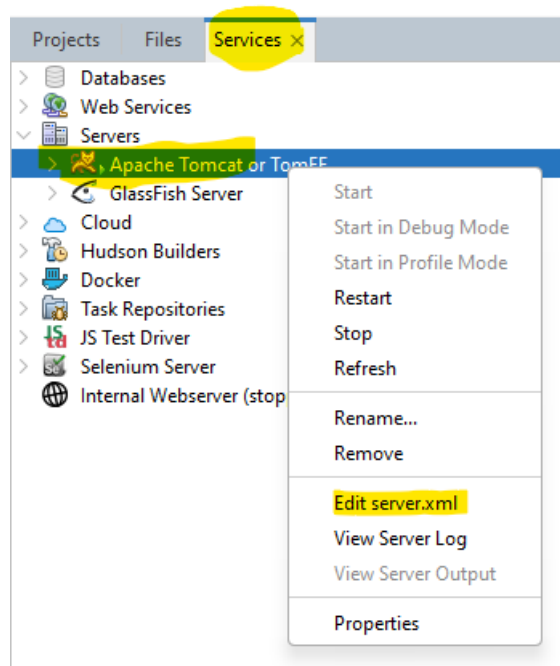 Projects Files Services ×
Databases
Web Services
Servers
Apache Tomcat or TomEE
GlassFish Server
Cloud
Hudson Builders
Docker
Task Repositories
JS Test Driver
Selenium Server
Internal Webserver (stop
Start
Start in Debug Mode
Start in Profile Mode
Restart
Stop
Refresh
Rename...
Remove
Edit server.xml
View Server Log
View Server Output
Properties